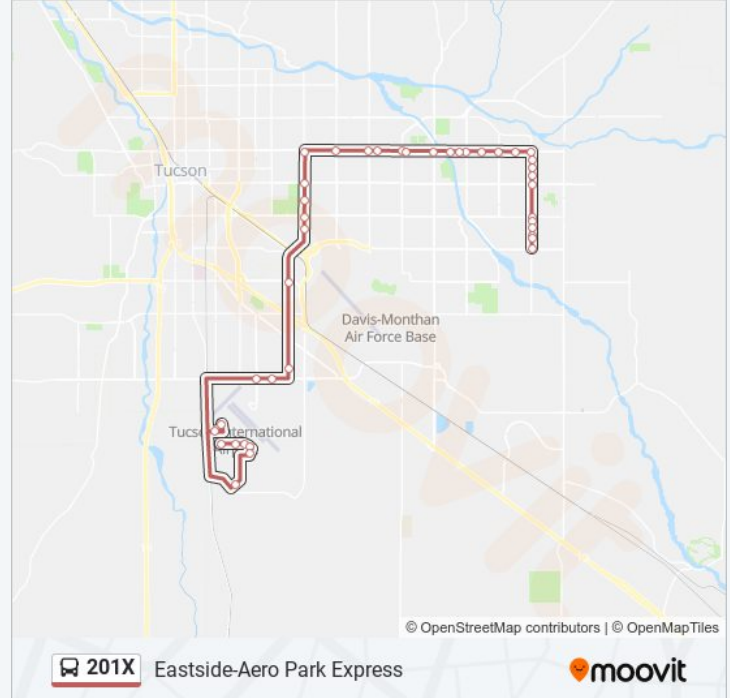 Tucson
Davis-Monthan
Air Force Base
Tucson International
© OpenStreetMap contributors | © OpenMapTiles
201X Eastside-Aero Park Express
moovit